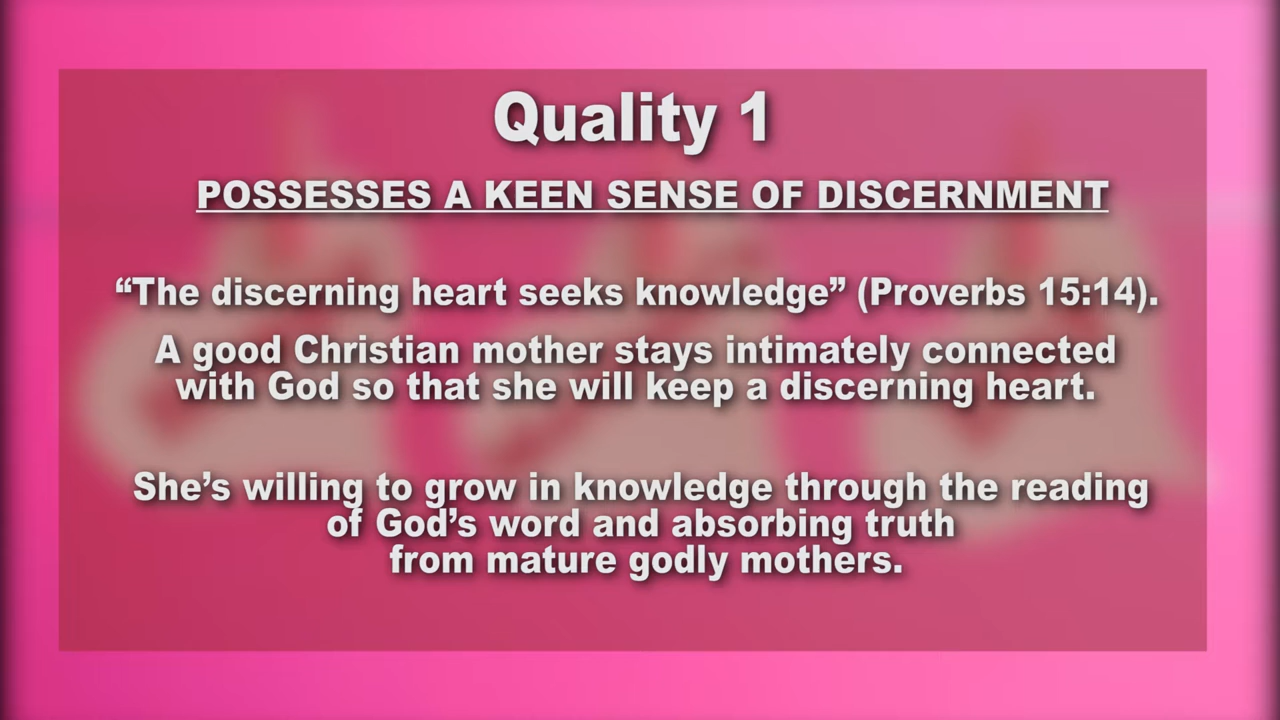 Quality 1
POSSESSES A KEEN SENSE OF DISCERNMENT
“The discerning heart seeks knowledge” (Proverbs 15:14).
A good Christian mother stays intimately connected
with God so that she will keep a discerning heart.
She’s willing to grow in knowledge through the reading
of God’s word and absorbing truth
from mature godly mothers.